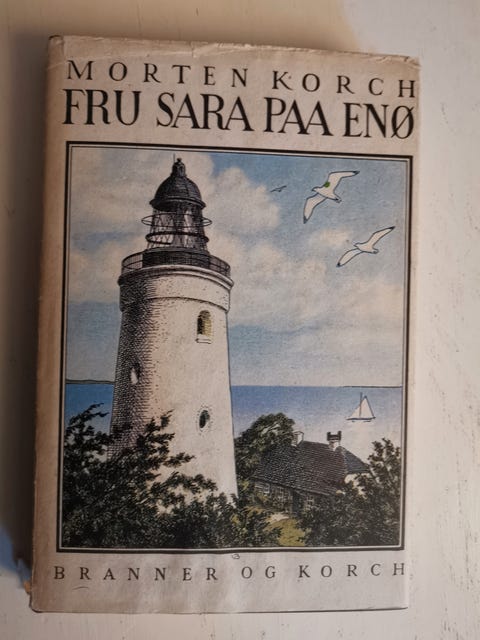 MORTEN KORCH
FRU SARA PAA ENØ
BRANNER OG KORCH